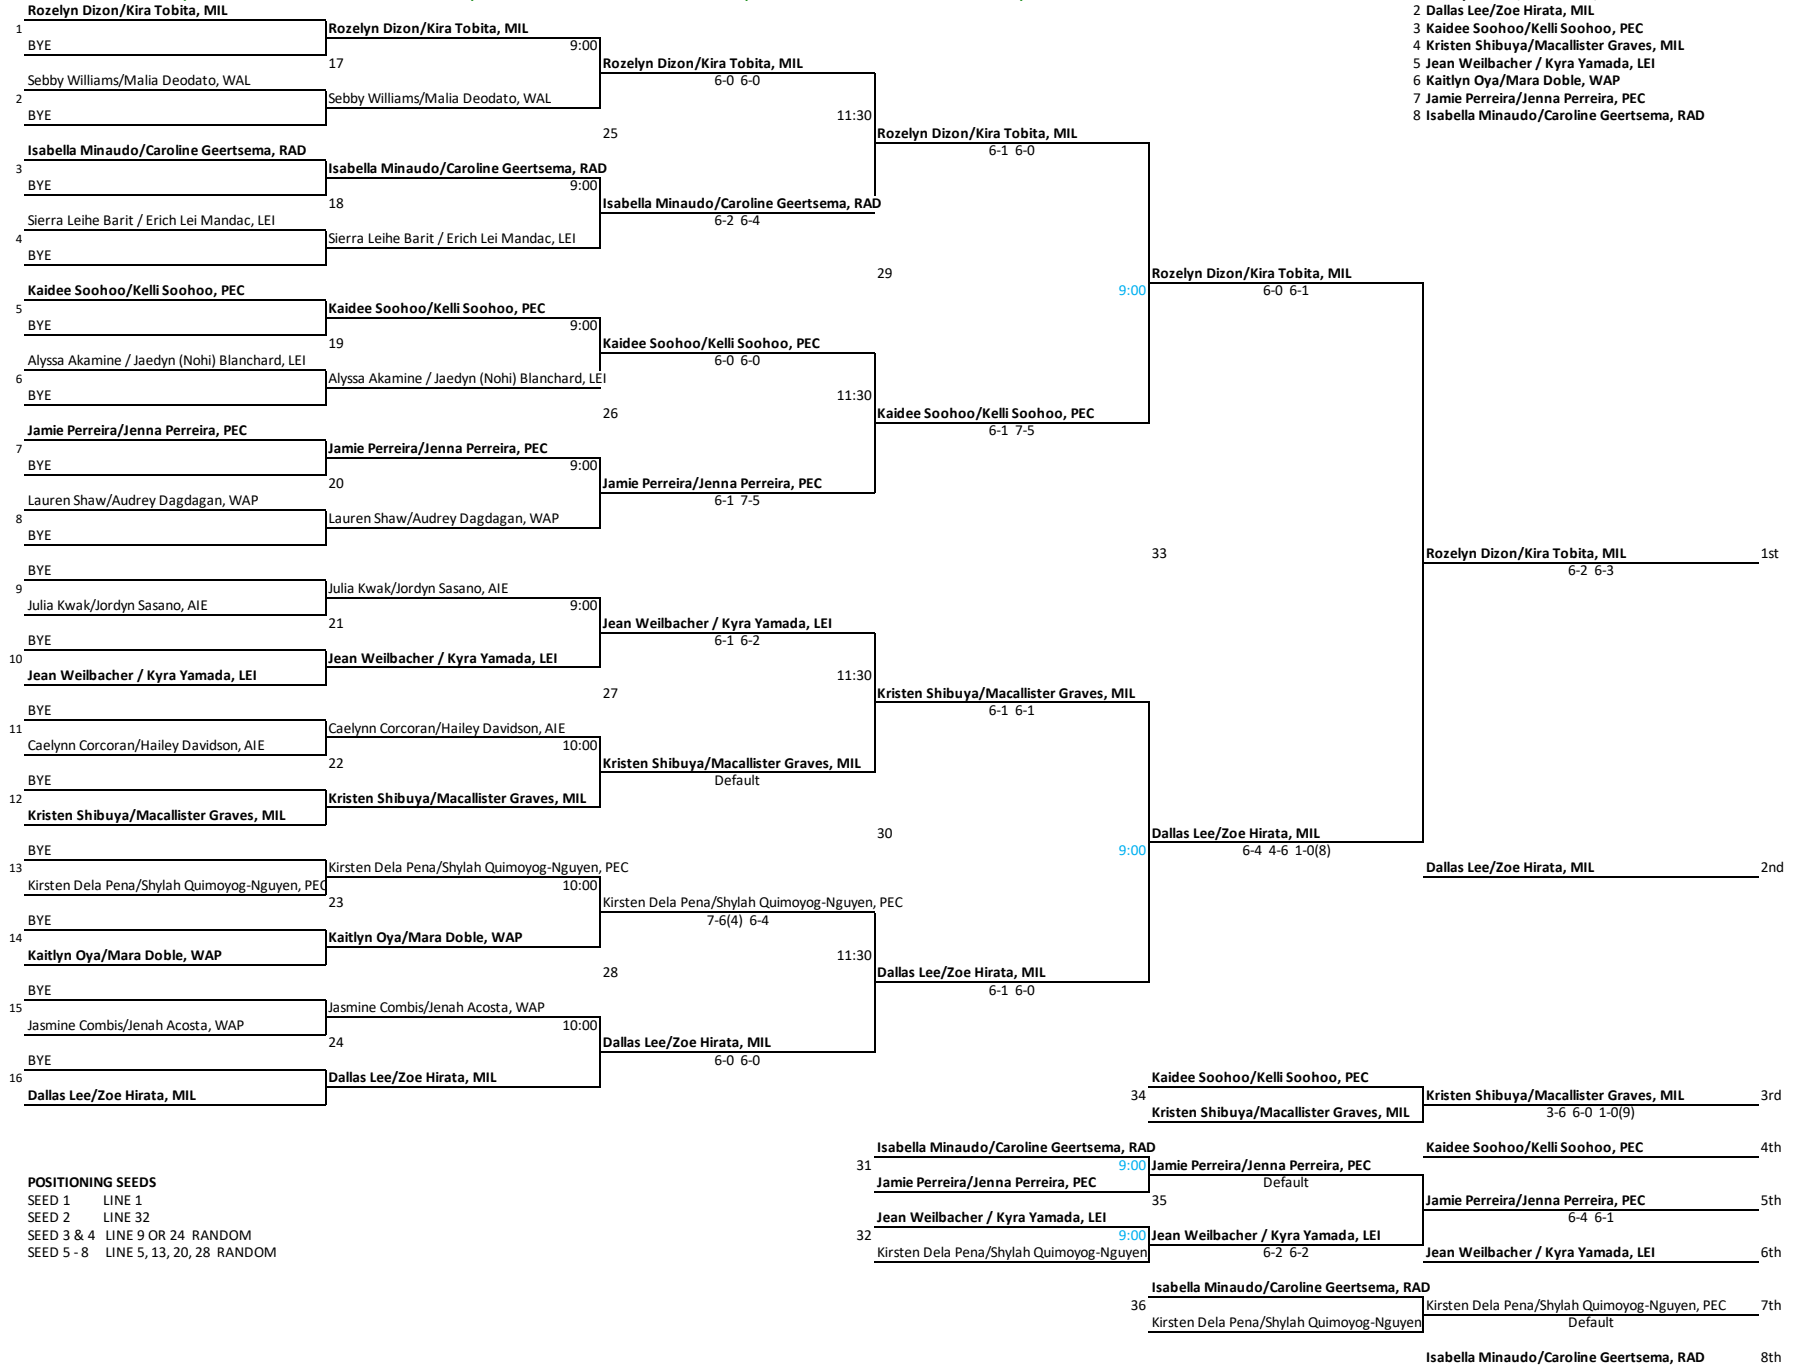 Rozelyn Dizon/Kira Tobita, MIL
1
BYE
Rozelyn Dizon/Kira Tobita, MIL
9:00
17
Sebby Williams/Malia Deodato, WAL
2
BYE
Sebby Williams/Malia Deodato, WAL
Rozelyn Dizon/Kira Tobita, MIL
6-0 6-0
11:30
25
Isabella Minaudo/Caroline Geertsema, RAD
3
BYE
Isabella Minaudo/Caroline Geertsema, RAD
9:00
18
Sierra Leihe Barit / Erich Lei Mandac, LEI
4
BYE
Sierra Leihe Barit / Erich Lei Mandac, LEI
Isabella Minaudo/Caroline Geertsema, RAD
6-2 6-4
Rozelyn Dizon/Kira Tobita, MIL
6-1 6-0
29
9:00
Kaidee Soohoo/Kelli Soohoo, PEC
5
BYE
Kaidee Soohoo/Kelli Soohoo, PEC
9:00
19
Alyssa Akamine / Jaedyn (Nohi) Blanchard, LEI
6
BYE
Alyssa Akamine / Jaedyn (Nohi) Blanchard, LEI
Kaidee Soohoo/Kelli Soohoo, PEC
6-0 6-0
11:30
26
Jamie Perreira/Jenna Perreira, PEC
7
BYE
Jamie Perreira/Jenna Perreira, PEC
9:00
20
Lauren Shaw/Audrey Dagdagan, WAP
8
BYE
Lauren Shaw/Audrey Dagdagan, WAP
Jamie Perreira/Jenna Perreira, PEC
6-1 7-5
Kaidee Soohoo/Kelli Soohoo, PEC
6-1 7-5
Rozelyn Dizon/Kira Tobita, MIL
6-0 6-1
33
BYE
9
Julia Kwak/Jordyn Sasano, AIE
Julia Kwak/Jordyn Sasano, AIE
9:00
21
BYE
10
Jean Weilbacher / Kyra Yamada, LEI
Jean Weilbacher / Kyra Yamada, LEI
Jean Weilbacher / Kyra Yamada, LEI
6-1 6-2
11:30
27
BYE
11
Caelynn Corcoran/Hailey Davidson, AIE
Caelynn Corcoran/Hailey Davidson, AIE
10:00
22
BYE
12
Kristen Shibuya/Macallister Graves, MIL
Kristen Shibuya/Macallister Graves, MIL
Kristen Shibuya/Macallister Graves, MIL
Default
Kristen Shibuya/Macallister Graves, MIL
6-1 6-1
30
9:00
BYE
13
Kirsten Dela Pena/Shylah Quimoyog-Nguyen, PEC
Kirsten Dela Pena/Shylah Quimoyog-Nguyen, PEC
10:00
23
BYE
14
Kaitlyn Oya/Mara Doble, WAP
Kaitlyn Oya/Mara Doble, WAP
Kirsten Dela Pena/Shylah Quimoyog-Nguyen, PEC
7-6(4) 6-4
11:30
28
BYE
15
Jasmine Combis/Jenah Acosta, WAP
Jasmine Combis/Jenah Acosta, WAP
10:00
24
BYE
16
Dallas Lee/Zoe Hirata, MIL
Dallas Lee/Zoe Hirata, MIL
Dallas Lee/Zoe Hirata, MIL
6-0 6-0
Dallas Lee/Zoe Hirata, MIL
6-1 6-0
Dallas Lee/Zoe Hirata, MIL
6-4 4-6 1-0(8)
Rozelyn Dizon/Kira Tobita, MIL 1st
6-2 6-3
Dallas Lee/Zoe Hirata, MIL 2nd
2 Dallas Lee/Zoe Hirata, MIL
3 Kaidee Soohoo/Kelli Soohoo, PEC
4 Kristen Shibuya/Macallister Graves, MIL
5 Jean Weilbacher / Kyra Yamada, LEI
6 Kaitlyn Oya/Mara Doble, WAP
7 Jamie Perreira/Jenna Perreira, PEC
8 Isabella Minaudo/Caroline Geertsema, RAD
Kaidee Soohoo/Kelli Soohoo, PEC
34
Kristen Shibuya/Macallister Graves, MIL
Kristen Shibuya/Macallister Graves, MIL 3rd
3-6 6-0 1-0(9)
Kaidee Soohoo/Kelli Soohoo, PEC 4th
Isabella Minaudo/Caroline Geertsema, RAD
31
9:00
Jamie Perreira/Jenna Perreira, PEC
Jamie Perreira/Jenna Perreira, PEC
Default
35
Jean Weilbacher / Kyra Yamada, LEI
32
9:00
Kirsten Dela Pena/Shylah Quimoyog-Nguyen
Jean Weilbacher / Kyra Yamada, LEI
6-2 6-2
Jamie Perreira/Jenna Perreira, PEC 5th
6-4 6-1
Jean Weilbacher / Kyra Yamada, LEI 6th
Isabella Minaudo/Caroline Geertsema, RAD
36
Kirsten Dela Pena/Shylah Quimoyog-Nguyen
Kirsten Dela Pena/Shylah Quimoyog-Nguyen, PEC 7th
Default
Isabella Minaudo/Caroline Geertsema, RAD 8th
POSITIONING SEEDS
SEED 1 LINE 1
SEED 2 LINE 32
SEED 3 & 4 LINE 9 OR 24 RANDOM
SEED 5 - 8 LINE 5, 13, 20, 28 RANDOM